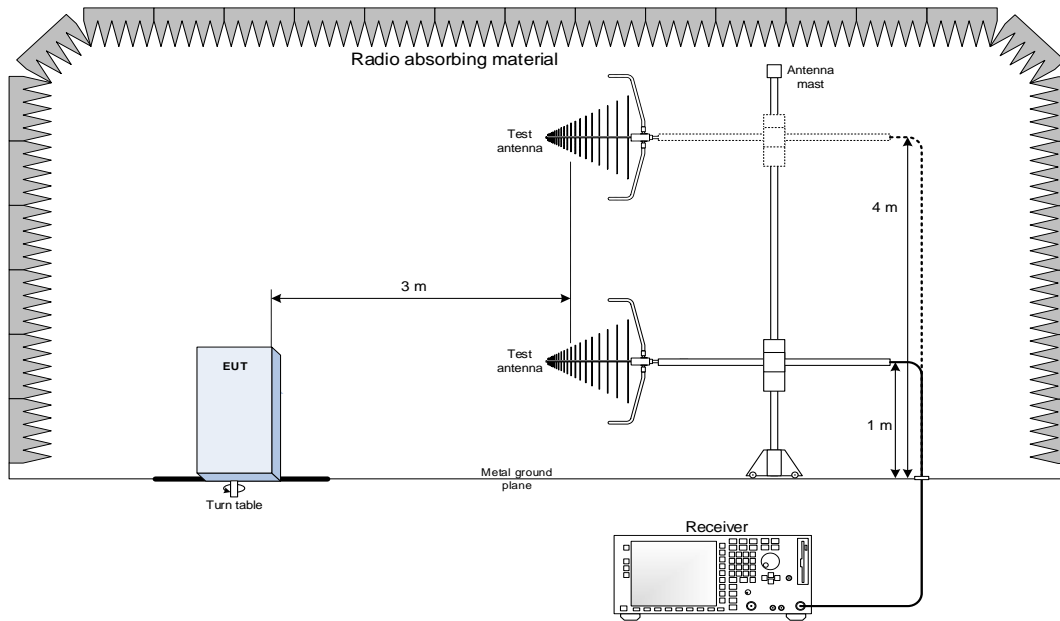 Radio absorbing material
Antenna
mast
Test
antenna
4 m
3 m
EUT
Test
antenna
1 m
Metal ground
plane
Turn table
Receiver